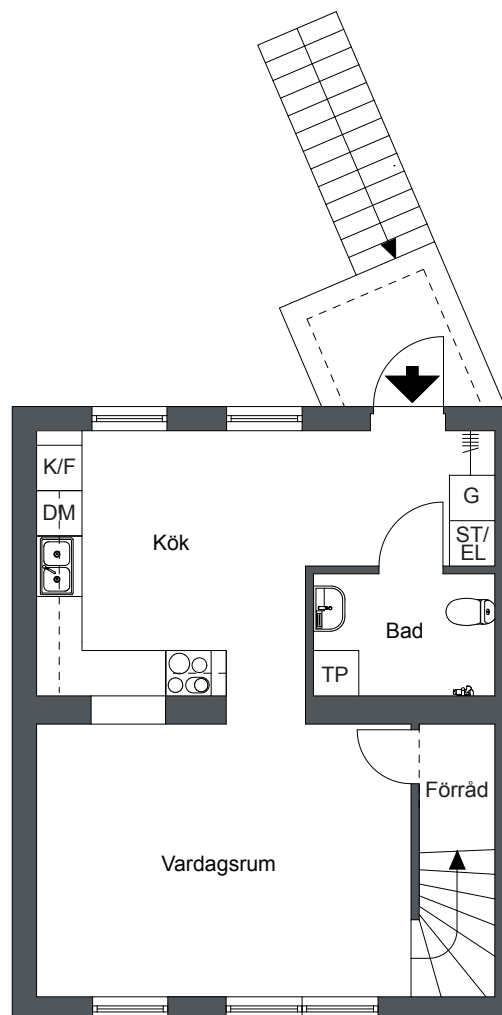 K/F
G
DM
ST/
EL
Kök
Bad
TP
Förråd
Vardagsrum